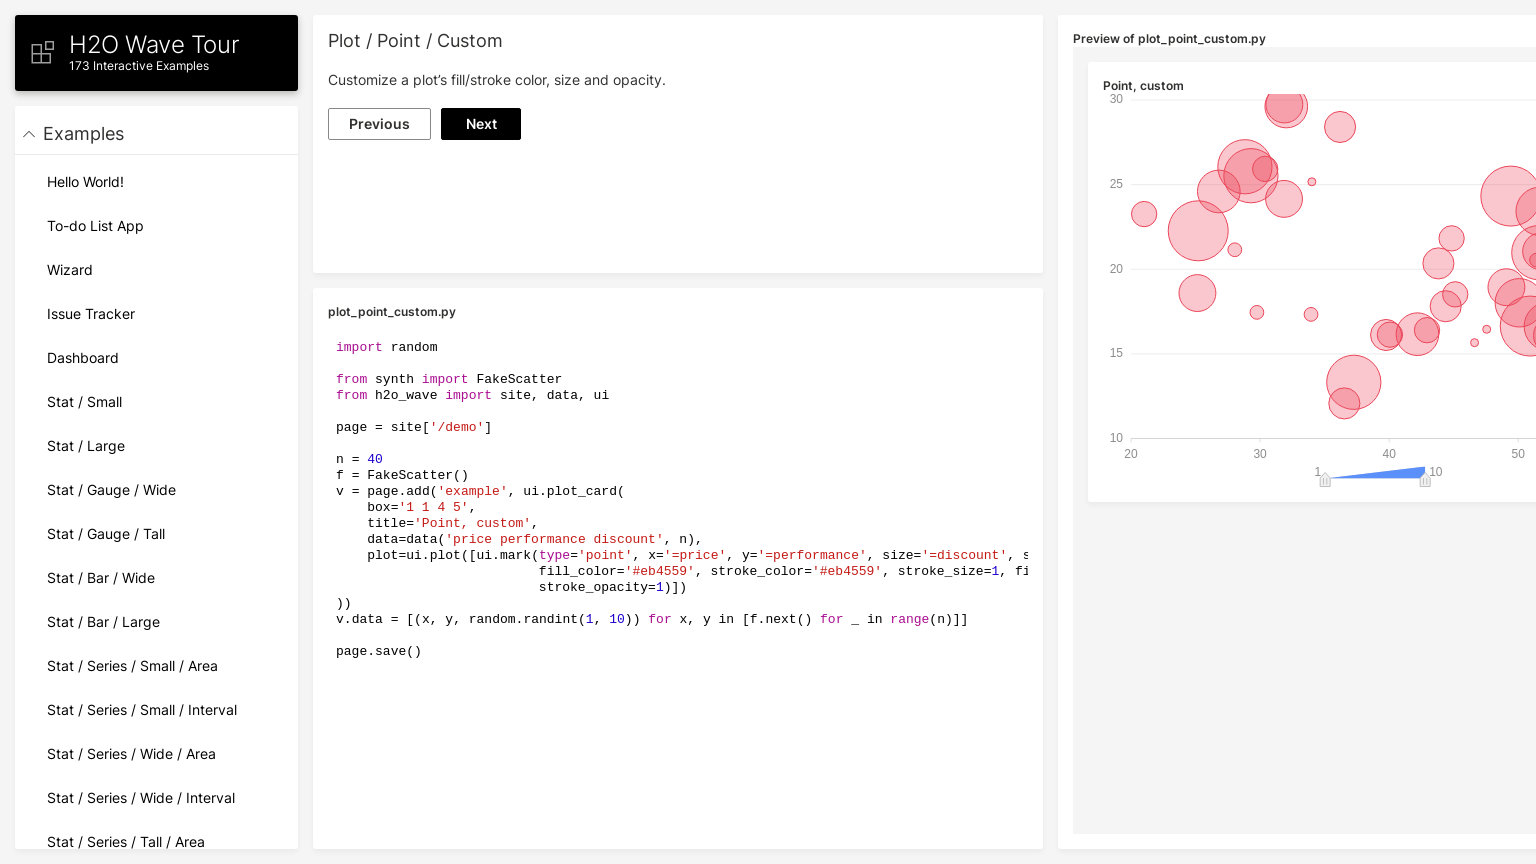 H2O Wave Tour
173 Interactive Examples
Examples
Hello World!
To-do List App
Wizard
Issue Tracker
Dashboard
Stat / Small
Stat / Large
Stat / Gauge / Wide
Stat / Gauge / Tall
Stat / Bar / Wide
Stat / Bar / Large
Stat / Series / Small / Area
Stat / Series / Small / Interval
Stat / Series / Wide / Area
Stat / Series / Wide / Interval
Stat / Series / Tall / Area
Plot / Point / Custom
Customize a plot’s fill/stroke color, size and opacity.
Previous Next
plot_point_custom.py
import random
from synth import FakeScatter
from h2o_wave import site, data, ui
page = site['/demo']
n = 40
f = FakeScatter()
v = page.add('example', ui.plot_card(
    box='1 1 4 5',
    title='Point, custom',
    data=data('price performance discount', n),
    plot=ui.plot([ui.mark(type='point', x='=price', y='=performance', size='=discount', s
                          fill_color='#eb4559', stroke_color='#eb4559', stroke_size=1, fi
                          stroke_opacity=1)])
))
v.data = [(x, y, random.randint(1, 10)) for x, y in [f.next() for _ in range(n)]]
page.save()
Preview of plot_point_custom.py
Point, custom
30
25
20
15
10
20 30 40 50
1 10